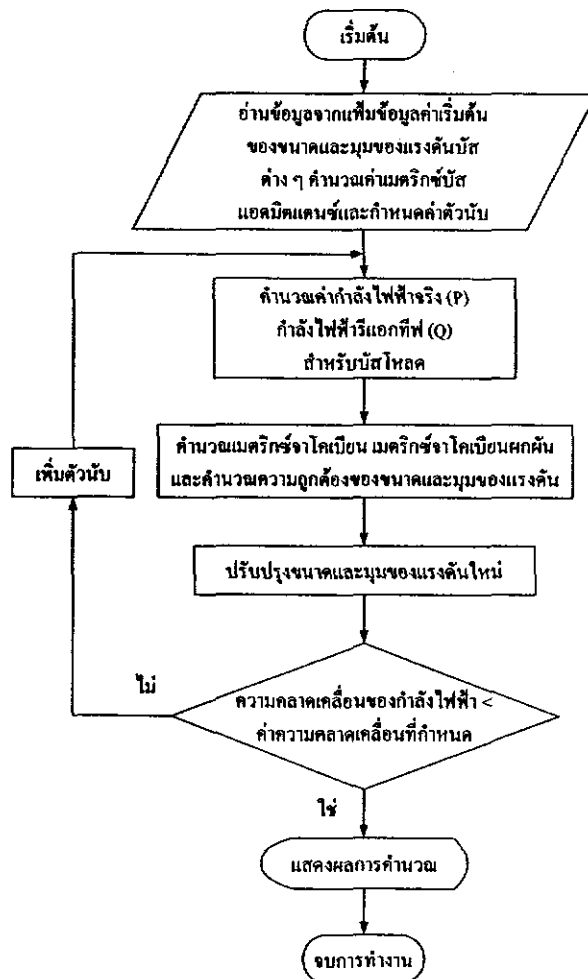 เริ่มต้น
อ่านข้อมูลจากแฟ้มข้อมูลค่าเริ่มต้น
ของขนาดและมุมของแรงดันบัส
ต่าง ๆ คำนวณค่าเมตริกซ์บัส
แอดมิตแตนซ์และกำหนดค่าตัวนับ
คำนวณค่ากำลังไฟฟ้าจริง (P)
กำลังไฟฟ้ารีแอกทีฟ (Q)
สำหรับบัสโหลด
คำนวณเมตริกซ์จาโคเบียน เมตริกซ์จาโคเบียนผกผัน
และคำนวณความถูกต้องของขนาดและมุมของแรงดัน
เพิ่มตัวนับ
ปรับปรุงขนาดและมุมของแรงดันใหม่
ไม่
ความคลาดเคลื่อนของกำลังไฟฟ้า <
ค่าความคลาดเคลื่อนที่กำหนด
ใช่
แสดงผลการคำนวณ
จบการทำงาน